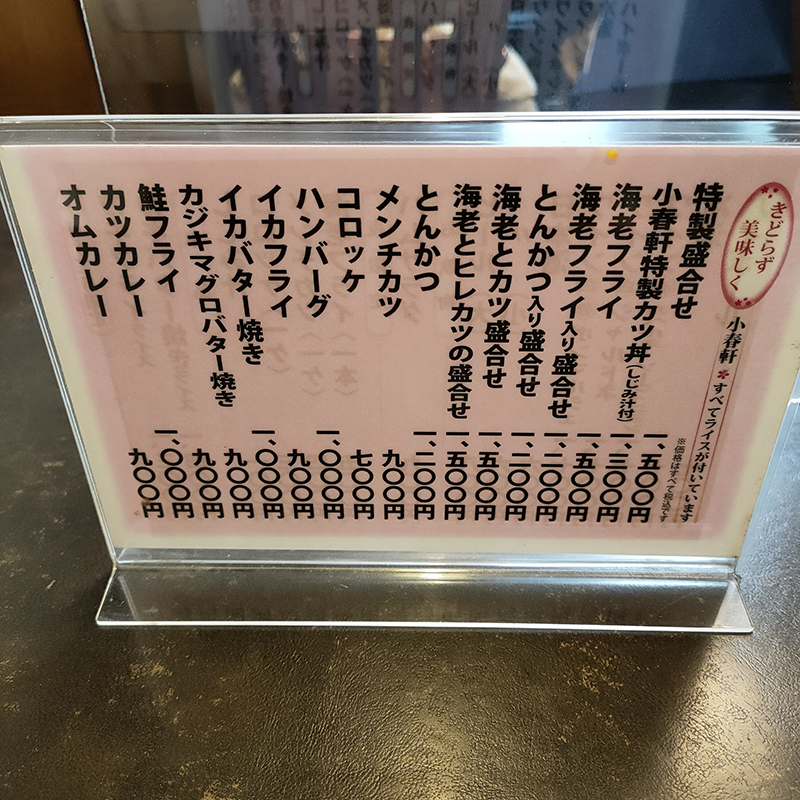 きどらず
美味しく
小春軒 すべてライスが付いています
※価格はすべて税込です
特製盛合せ 一、五〇〇円
小春軒特製カツ丼(しじみ汁付) 一、三〇〇円
海老フライ 一、五〇〇円
海老フライ入り盛合せ 一、二〇〇円
とんかつ入り盛合せ 一、二〇〇円
海老とカツ盛合せ 一、五〇〇円
海老とヒレカツの盛合せ 一、五〇〇円
とんかつ 一、二〇〇円
メンチカツ 九〇〇円
コロッケ 七〇〇円
ハンバーグ 一、〇〇〇円
イカフライ 九〇〇円
イカバター焼き 一、〇〇〇円
カジキマグロバター焼き 九〇〇円
鮭フライ 九〇〇円
カツカレー 一、〇〇〇円
オムカレー 九〇〇円